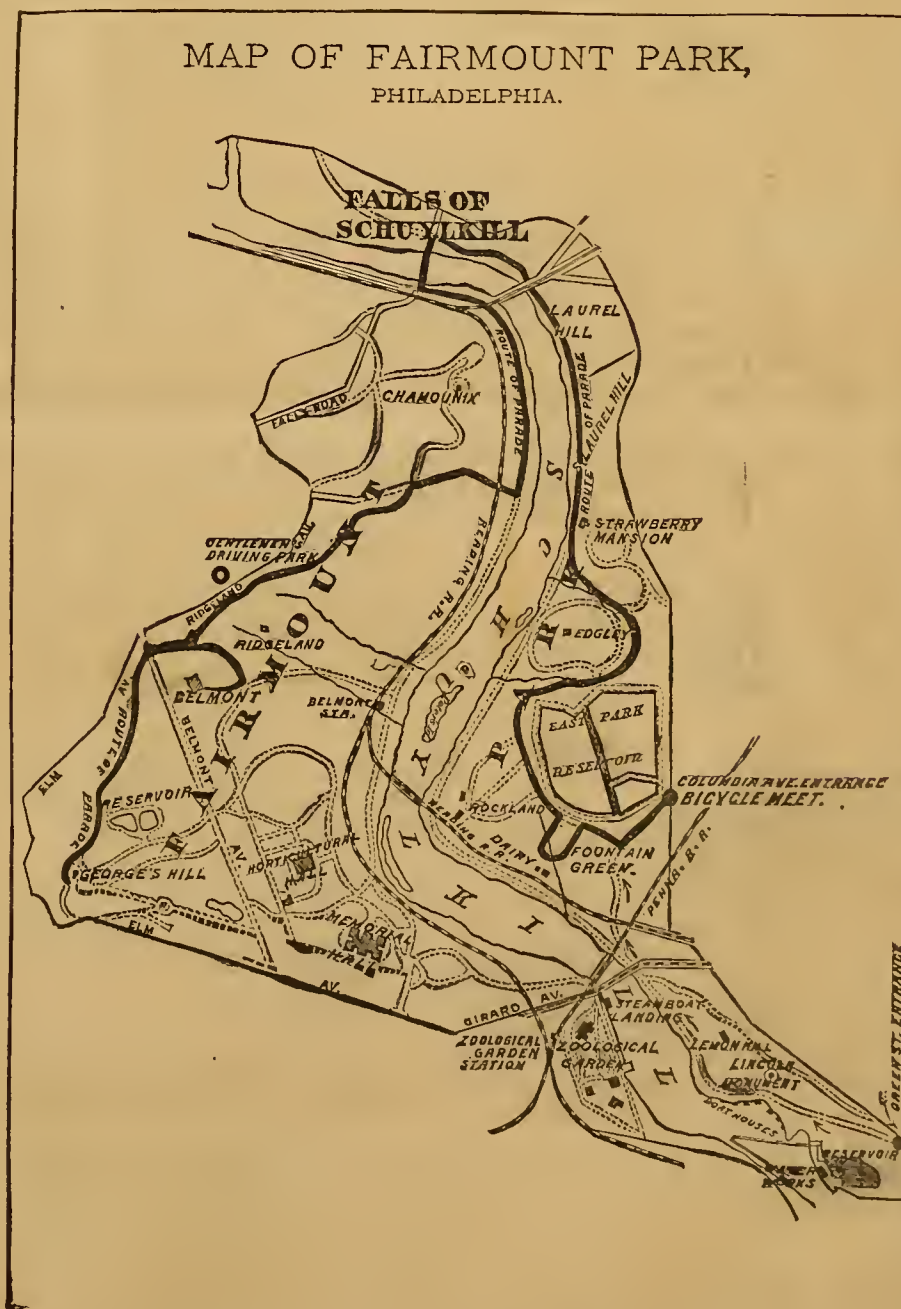 MAP OF FAIRMOUNT PARK,
PHILADELPHIA.
FALLS OF
SCHUYLKILL
LAUREL
HILL
ROUTE OF PARADE
ROUTE OF PARADE
S. LAUREL HILL
FALLS ROAD
CHAMOUNIX
STRAWBERRY
MANSION
GENTLEMEN
DRIVING PARK
RIDGELAND
READING R.R.
SCHUYLKILL
FAIRMOUNT
PARK
EDGLEY
RIDGELAND
BELMONT
BELMONT
STA.
EAST PARK
RESERVOIR
AV ROUTE OF
PARADE
ELM
BELMONT
AV.
RESERVOIR
COLUMBIA AVE. ENTRANCE
BICYCLE MEET.
ROCKLAND
READING R.R.
DAIRY
FOUNTAIN
GREEN.
PENNA. R.R.
HORTICULTURAL
HALL
GEORGE'S HILL
MEMORIAL
HALL
ELM
AV.
GIRARD AV.
STEAMBOAT
LANDING
ZOOLOGICAL
GARDEN
STATION
ZOOLOGICAL
GARDEN
LEMON HILL
LINCOLN
MONUMENT
BOAT HOUSES
GREEN ST. ENTRANCE
RESERVOIR
WATER
WORKS